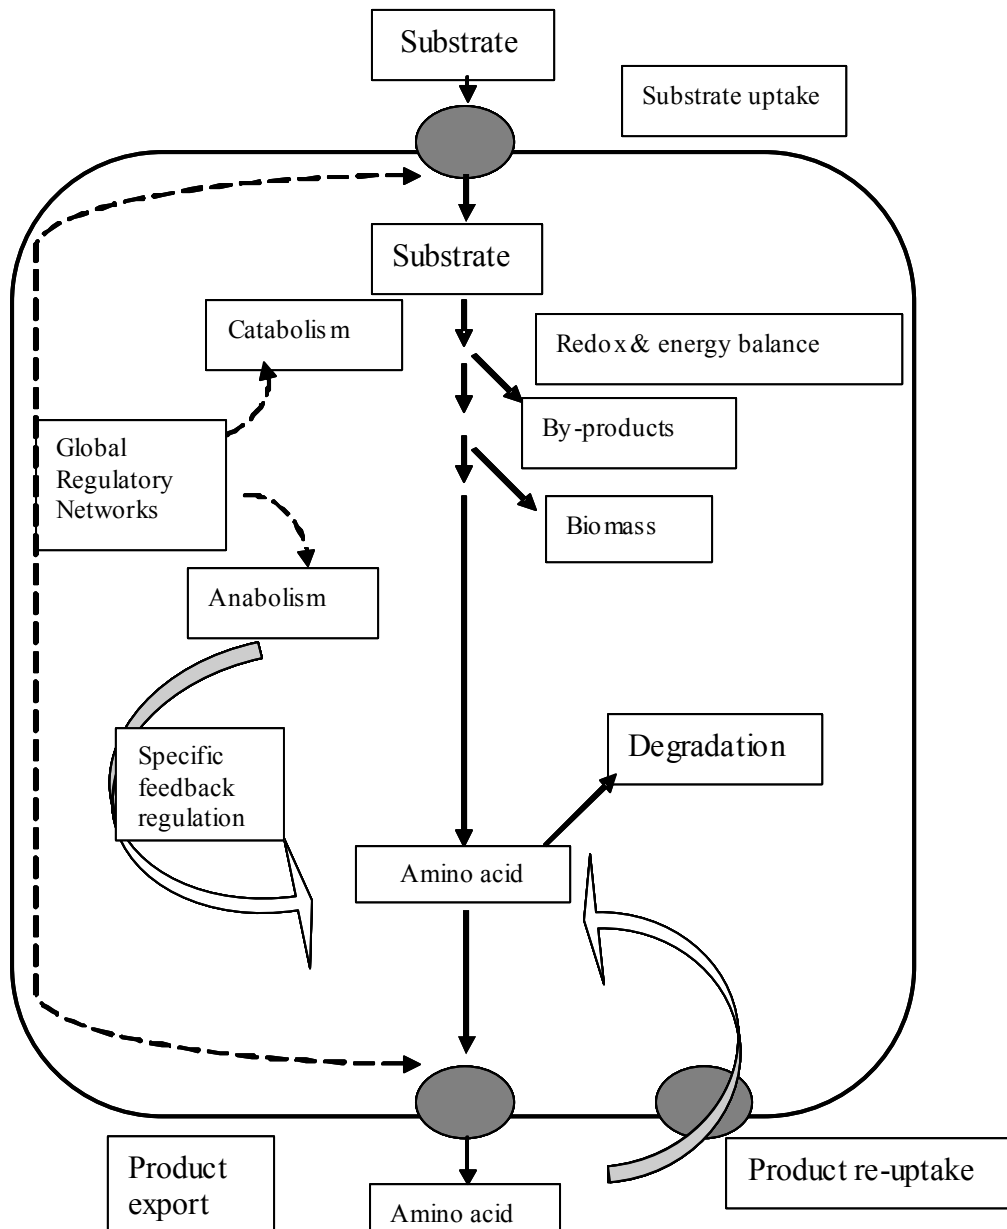 Substrate
Substrate uptake
Substrate
Catabolism
Redox & energy balance
By-products
Global
Regulatory
Networks
Biomass
Anabolism
Specific
feedback
regulation
Degradation
Amino acid
Product
export
Product re-uptake
Amino acid